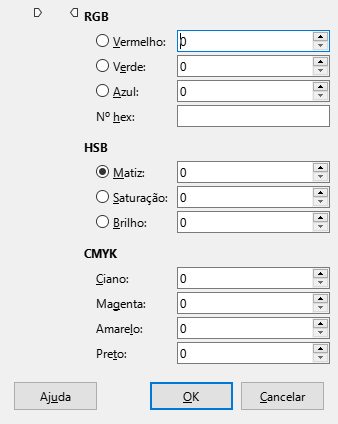 RGB
Vermelho: 0
Verde: 0
Azul: 0
Nº hex:
HSB
Matiz: 0
Saturação: 0
Brilho: 0
CMYK
Ciano: 0
Magenta: 0
Amarelo: 0
Preto: 0
Ajuda OK Cancelar